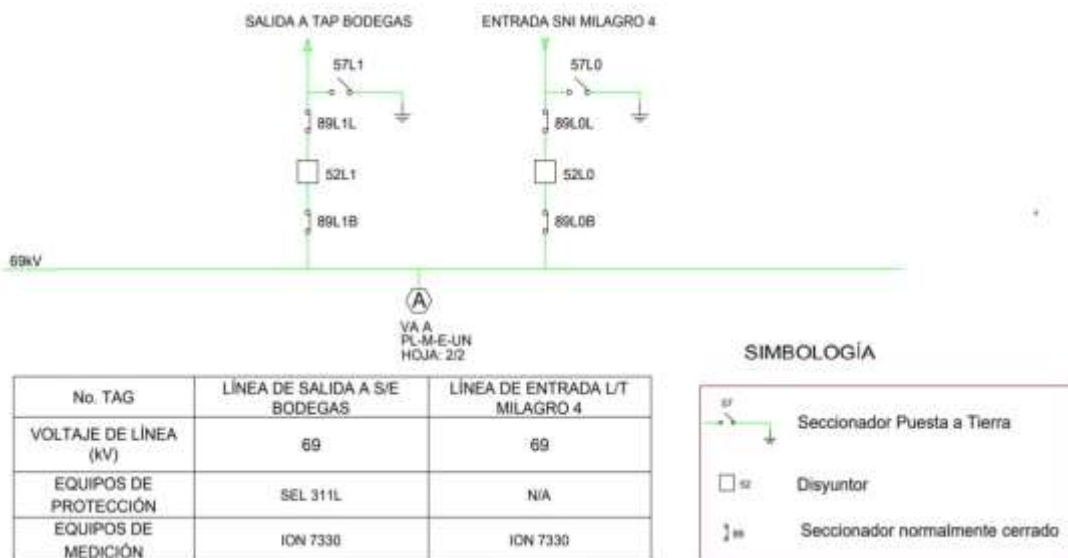 SALIDA A TAP BODEGAS
ENTRADA SNI MILAGRO 4
57L1
57L0
89L1L
89L0L
52L1
52L0
89L1B
89L0B
69kV
A
VA A
PL-M-E-UN
HOJA: 2/2
SIMBOLOGÍA
No. TAG
LÍNEA DE SALIDA A S/E
BODEGAS
LÍNEA DE ENTRADA L/T
MILAGRO 4
VOLTAJE DE LÍNEA
(kV)
69
69
EQUIPOS DE
PROTECCIÓN
SEL 311L
N/A
EQUIPOS DE
MEDICIÓN
ION 7330
ION 7330
57
Seccionador Puesta a Tierra
52
Disyuntor
89
Seccionador normalmente cerrado